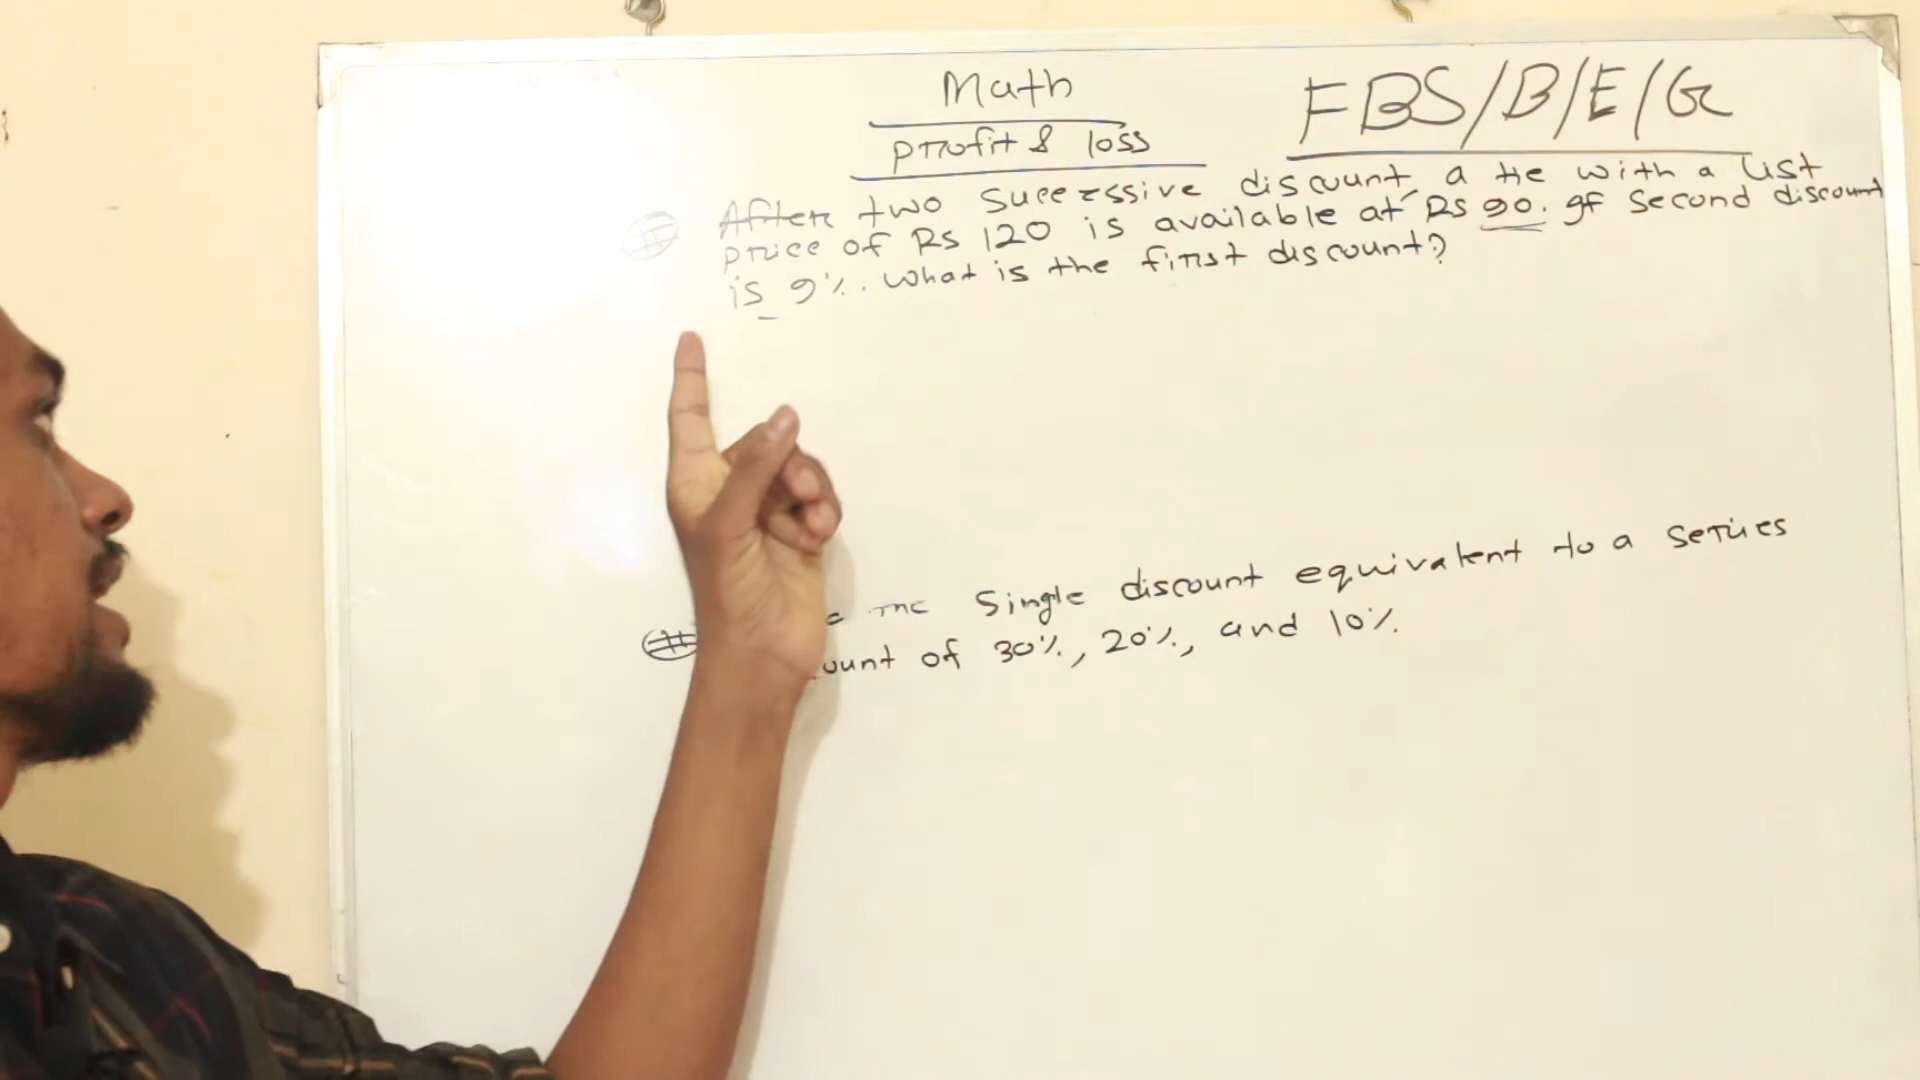 Math
FBS/B/E/G
profit & loss
After two Successive discount a tie with a list
price of Rs 120 is available at Rs 90. If Second discount
is 9%. What is the first discount?
the Single discount equivalent to a series
ount of 30%, 20%, and 10%.